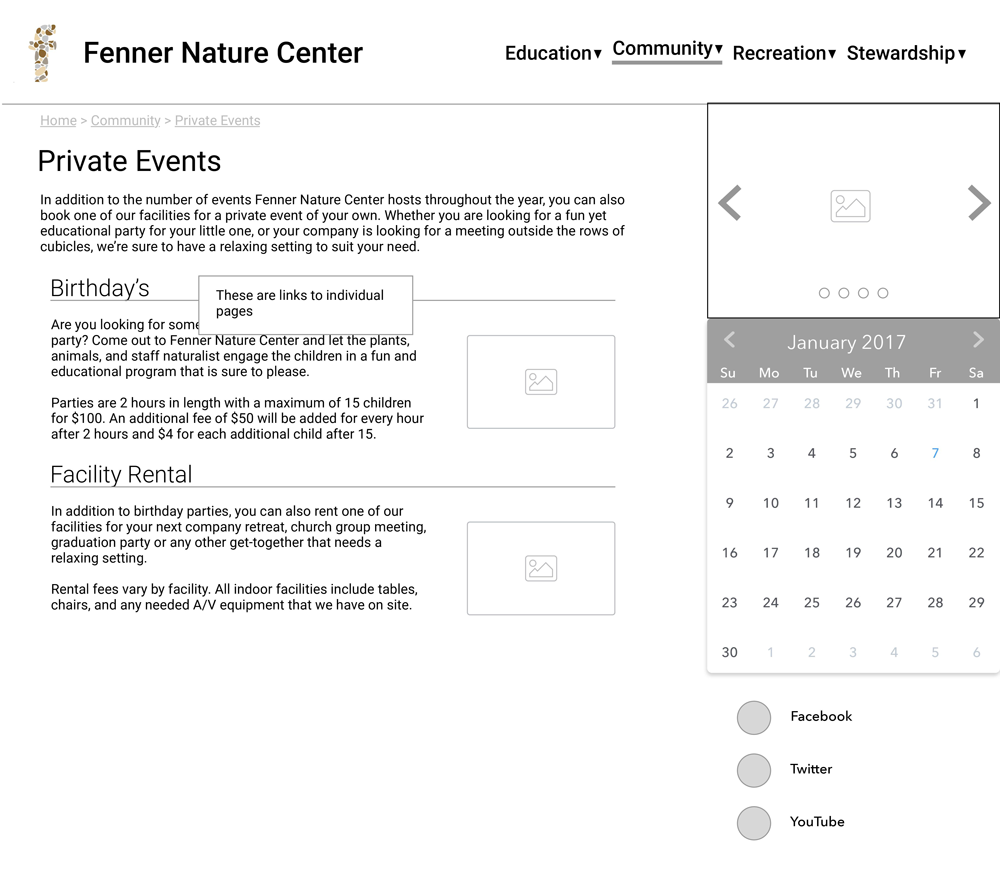 f Fenner Nature Center
Education▾ Community▾ Recreation▾ Stewardship▾
Home > Community > Private Events
Private Events
In addition to the number of events Fenner Nature Center hosts throughout the year, you can also
book one of our facilities for a private event of your own. Whether you are looking for a fun yet
educational party for your little one, or your company is looking for a meeting outside the rows of
cubicles, we’re sure to have a relaxing setting to suit your need.
Birthday’s
These are links to individual
pages
Are you looking for some
party? Come out to Fenner Nature Center and let the plants,
animals, and staff naturalist engage the children in a fun and
educational program that is sure to please.
Parties are 2 hours in length with a maximum of 15 children
for $100. An additional fee of $50 will be added for every hour
after 2 hours and $4 for each additional child after 15.
Facility Rental
In addition to birthday parties, you can also rent one of our
facilities for your next company retreat, church group meeting,
graduation party or any other get-together that needs a
relaxing setting.
Rental fees vary by facility. All indoor facilities include tables,
chairs, and any needed A/V equipment that we have on site.
January 2017
Su Mo Tu We Th Fr Sa
26 27 28 29 30 31 1
2 3 4 5 6 7 8
9 10 11 12 13 14 15
16 17 18 19 20 21 22
23 24 25 26 27 28 29
30 1 2 3 4 5 6
Facebook
Twitter
YouTube